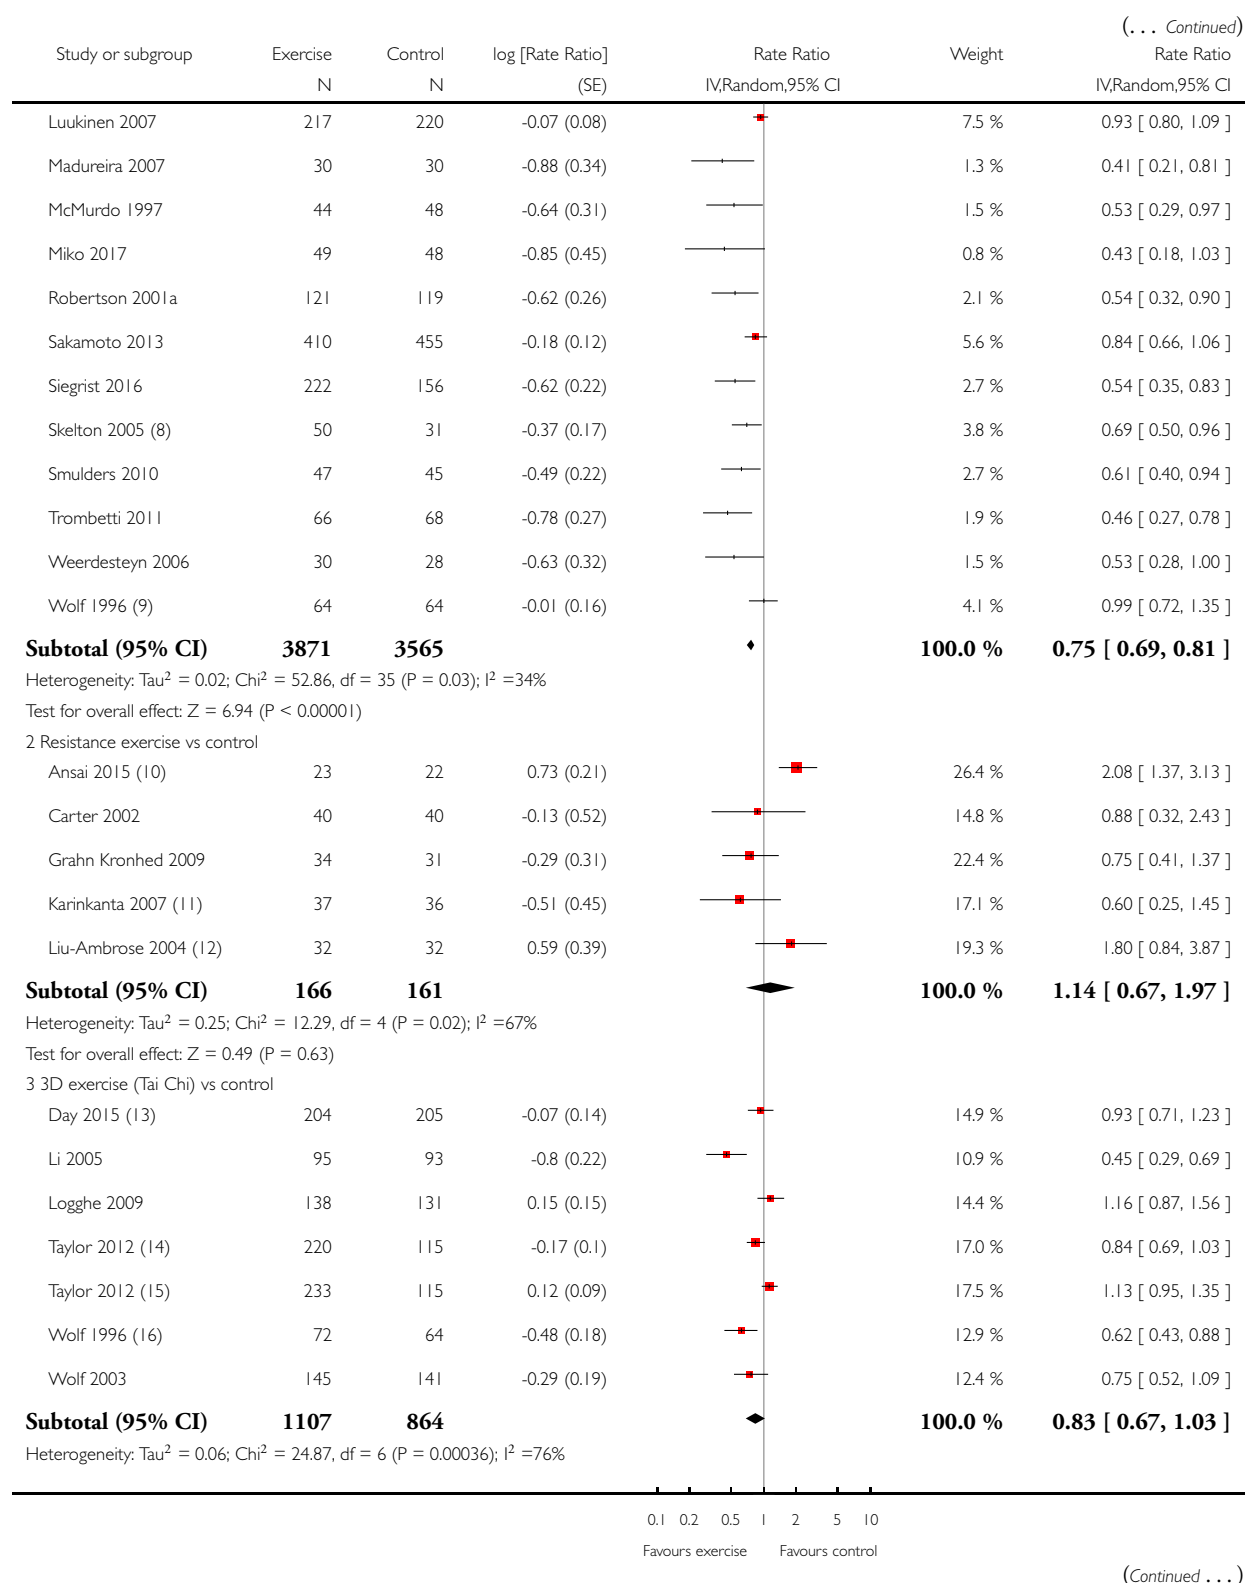 (... Continued)
Study or subgroup Exercise Control log [Rate Ratio] Rate Ratio Weight Rate Ratio
N N (SE) IV,Random,95% CI IV,Random,95% CI
Luukinen 2007 217 220 -0.07 (0.08) 7.5 % 0.93 [ 0.80, 1.09 ]
Madureira 2007 30 30 -0.88 (0.34) 1.3 % 0.41 [ 0.21, 0.81 ]
McMurdo 1997 44 48 -0.64 (0.31) 1.5 % 0.53 [ 0.29, 0.97 ]
Miko 2017 49 48 -0.85 (0.45) 0.8 % 0.43 [ 0.18, 1.03 ]
Robertson 2001a 121 119 -0.62 (0.26) 2.1 % 0.54 [ 0.32, 0.90 ]
Sakamoto 2013 410 455 -0.18 (0.12) 5.6 % 0.84 [ 0.66, 1.06 ]
Siegrist 2016 222 156 -0.62 (0.22) 2.7 % 0.54 [ 0.35, 0.83 ]
Skelton 2005 (8) 50 31 -0.37 (0.17) 3.8 % 0.69 [ 0.50, 0.96 ]
Smulders 2010 47 45 -0.49 (0.22) 2.7 % 0.61 [ 0.40, 0.94 ]
Trombetti 2011 66 68 -0.78 (0.27) 1.9 % 0.46 [ 0.27, 0.78 ]
Weerdesteyn 2006 30 28 -0.63 (0.32) 1.5 % 0.53 [ 0.28, 1.00 ]
Wolf 1996 (9) 64 64 -0.01 (0.16) 4.1 % 0.99 [ 0.72, 1.35 ]
Subtotal (95% CI) 3871 3565 100.0 % 0.75 [ 0.69, 0.81 ]
Heterogeneity: Tau² = 0.02; Chi² = 52.86, df = 35 (P = 0.03); I² =34%
Test for overall effect: Z = 6.94 (P < 0.00001)
2 Resistance exercise vs control
Ansai 2015 (10) 23 22 0.73 (0.21) 26.4 % 2.08 [ 1.37, 3.13 ]
Carter 2002 40 40 -0.13 (0.52) 14.8 % 0.88 [ 0.32, 2.43 ]
Grahn Kronhed 2009 34 31 -0.29 (0.31) 22.4 % 0.75 [ 0.41, 1.37 ]
Karinkanta 2007 (11) 37 36 -0.51 (0.45) 17.1 % 0.60 [ 0.25, 1.45 ]
Liu-Ambrose 2004 (12) 32 32 0.59 (0.39) 19.3 % 1.80 [ 0.84, 3.87 ]
Subtotal (95% CI) 166 161 100.0 % 1.14 [ 0.67, 1.97 ]
Heterogeneity: Tau² = 0.25; Chi² = 12.29, df = 4 (P = 0.02); I² =67%
Test for overall effect: Z = 0.49 (P = 0.63)
3 3D exercise (Tai Chi) vs control
Day 2015 (13) 204 205 -0.07 (0.14) 14.9 % 0.93 [ 0.71, 1.23 ]
Li 2005 95 93 -0.8 (0.22) 10.9 % 0.45 [ 0.29, 0.69 ]
Logghe 2009 138 131 0.15 (0.15) 14.4 % 1.16 [ 0.87, 1.56 ]
Taylor 2012 (14) 220 115 -0.17 (0.1) 17.0 % 0.84 [ 0.69, 1.03 ]
Taylor 2012 (15) 233 115 0.12 (0.09) 17.5 % 1.13 [ 0.95, 1.35 ]
Wolf 1996 (16) 72 64 -0.48 (0.18) 12.9 % 0.62 [ 0.43, 0.88 ]
Wolf 2003 145 141 -0.29 (0.19) 12.4 % 0.75 [ 0.52, 1.09 ]
Subtotal (95% CI) 1107 864 100.0 % 0.83 [ 0.67, 1.03 ]
Heterogeneity: Tau² = 0.06; Chi² = 24.87, df = 6 (P = 0.00036); I² =76%
0.1 0.2 0.5 1 2 5 10
Favours exercise Favours control
(Continued ...)